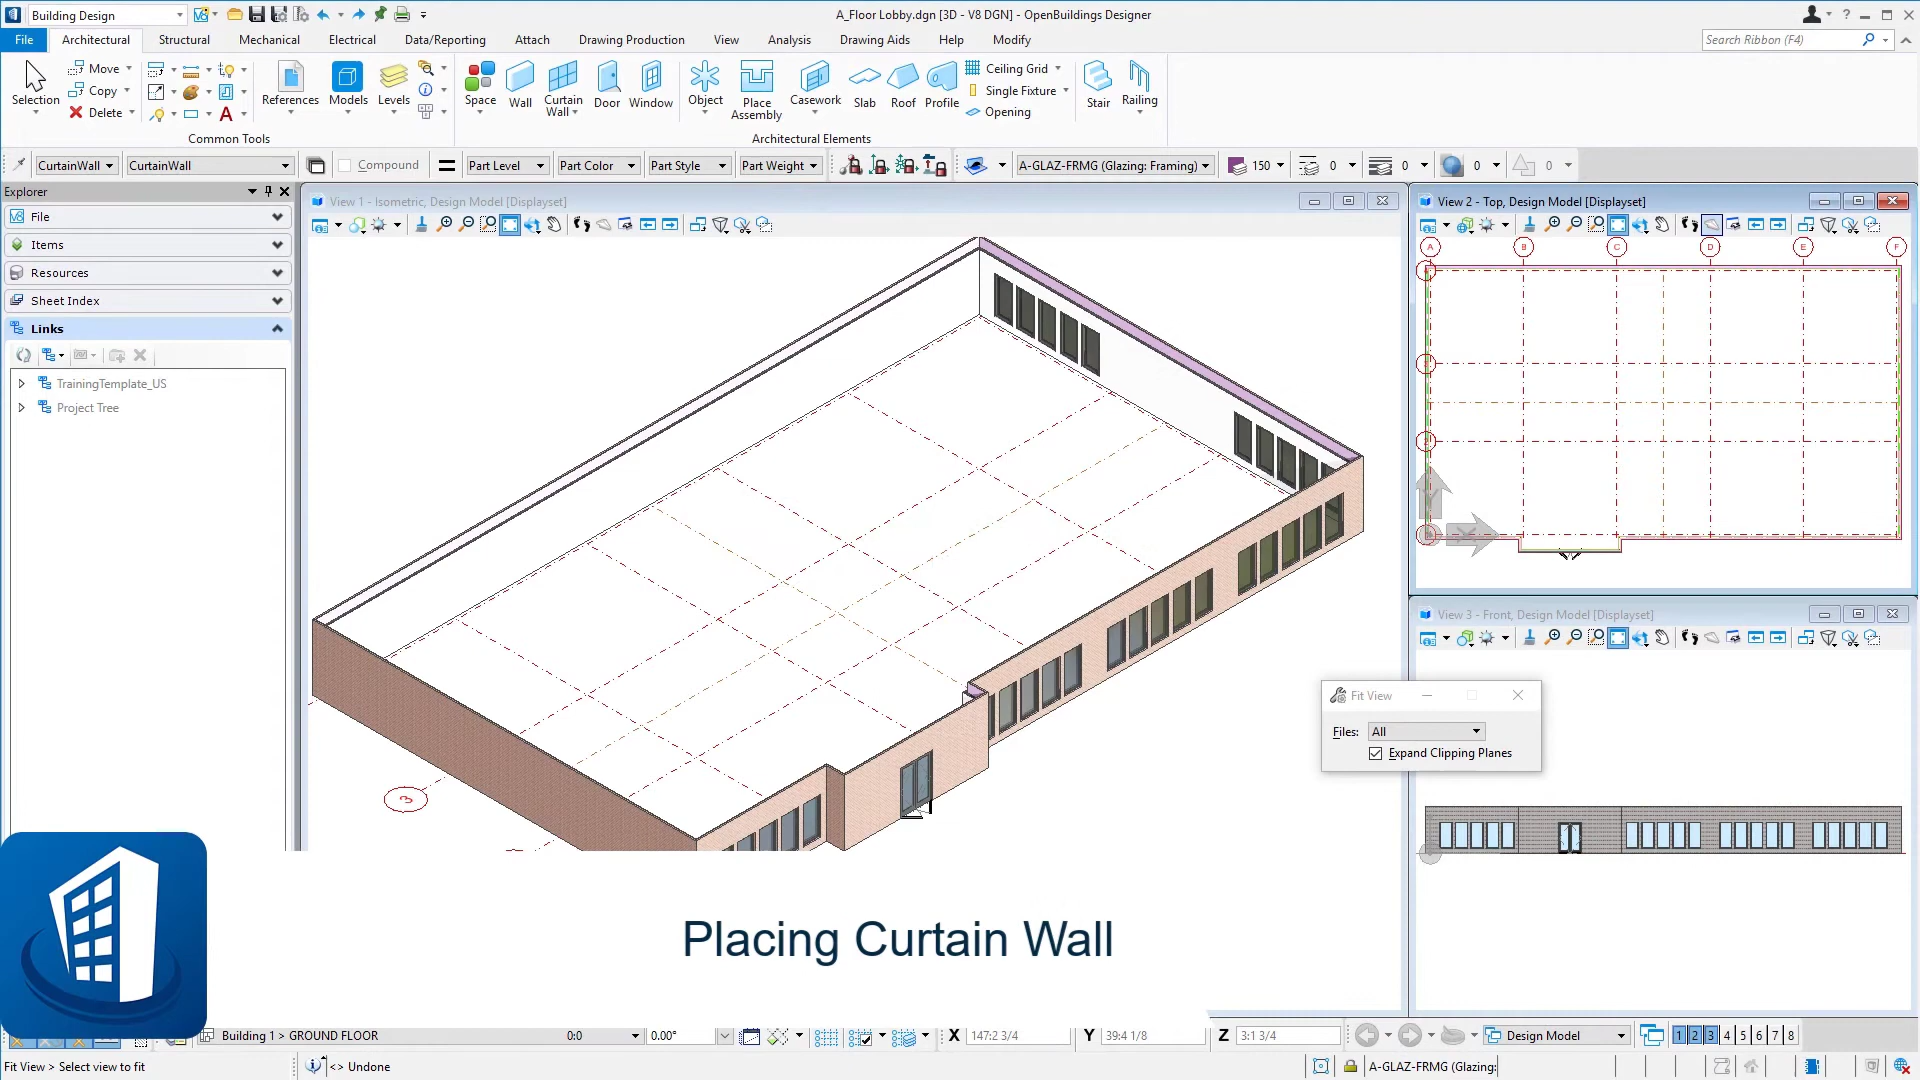 Building Design
A_Floor Lobby.dgn [3D - V8 DGN] - OpenBuildings Designer
File Architectural Structural Mechanical Electrical Data/Reporting Attach Drawing Production View Analysis Drawing Aids Help Modify
Search Ribbon (F4)
Selection
Move
Copy
Delete
References Models Levels
Common Tools
Space Wall Curtain Wall Door Window
Object Place Assembly Casework Slab Roof Profile
Ceiling Grid
Single Fixture
Opening
Stair Railing
Architectural Elements
CurtainWall CurtainWall Compound Part Level Part Color Part Style Part Weight A-GLAZ-FRMG (Glazing: Framing) 150 0 0 0 0
Explorer
File
Items
Resources
Sheet Index
Links
TrainingTemplate_US
Project Tree
View 1 - Isometric, Design Model [Displayset]
3
View 2 - Top, Design Model [Displayset]
A B C D E F
2
X
View 3 - Front, Design Model [Displayset]
Fit View
Files: All
Expand Clipping Planes
Placing Curtain Wall
Building 1 > GROUND FLOOR 0:0 0.00° X 147:2 3/4 Y 39:4 1/8 Z 3:1 3/4 Design Model 1 2 3 4 5 6 7 8
Fit View > Select view to fit <> Undone A-GLAZ-FRMG (Glazing: